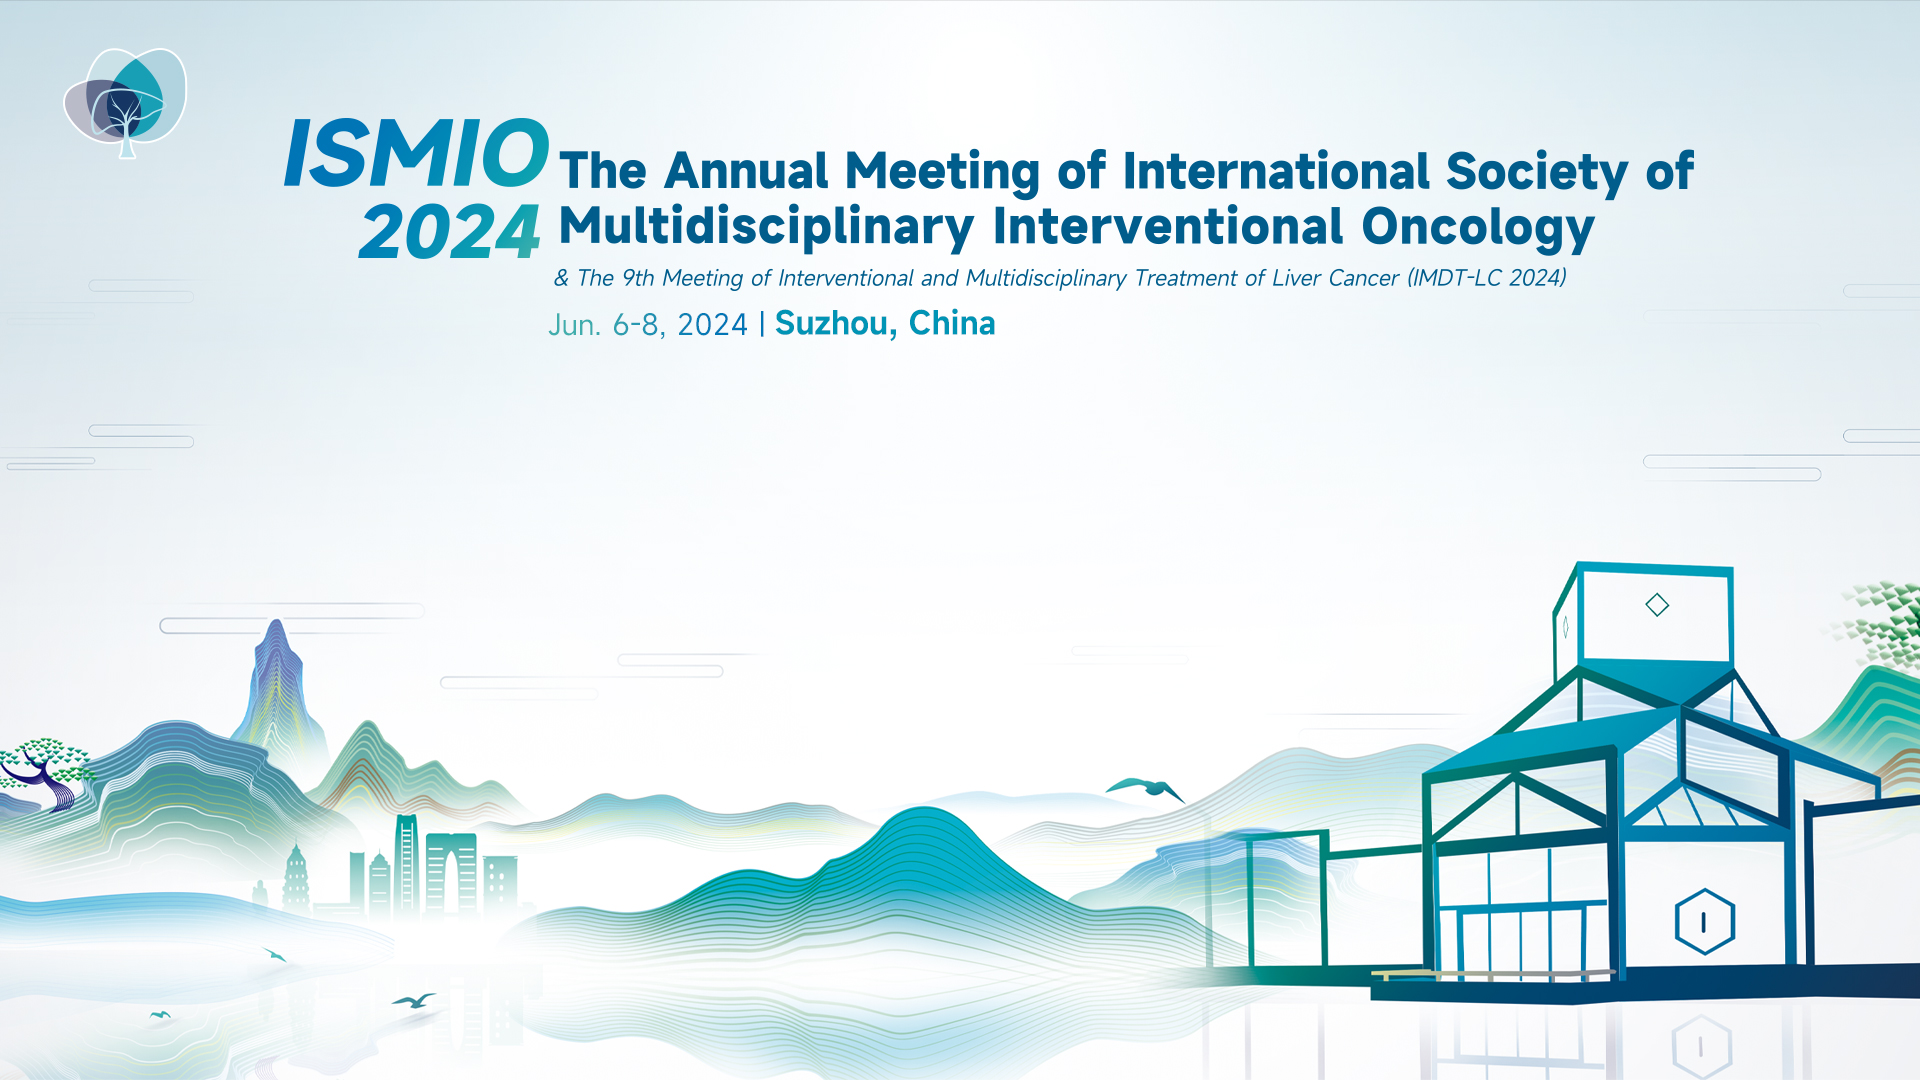 ISMIO
2024
The Annual Meeting of International Society of
Multidisciplinary Interventional Oncology
& The 9th Meeting of Interventional and Multidisciplinary Treatment of Liver Cancer (IMDT-LC 2024)
Jun. 6-8, 2024 | Suzhou, China